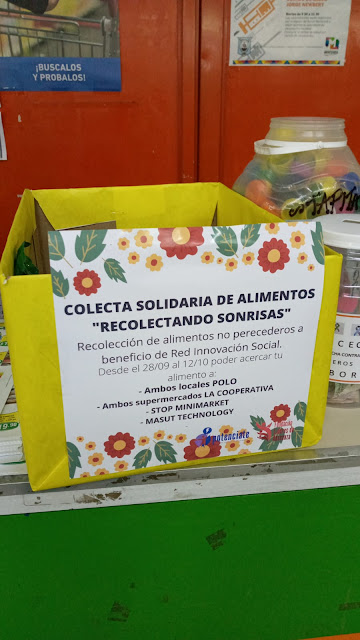 ¡BUSCALOS
Y PROBALOS!
COLECTA SOLIDARIA DE ALIMENTOS
"RECOLECTANDO SONRISAS"
Recolección de alimentos no perecederos a
beneficio de Red Innovación Social.
Desde el 28/09 al 12/10 poder acercar tu
alimento a:
- Ambos locales POLO
- Ambos supermercados LA COOPERATIVA
- STOP MINIMARKET
- MASUT TECHNOLOGY
potenciate